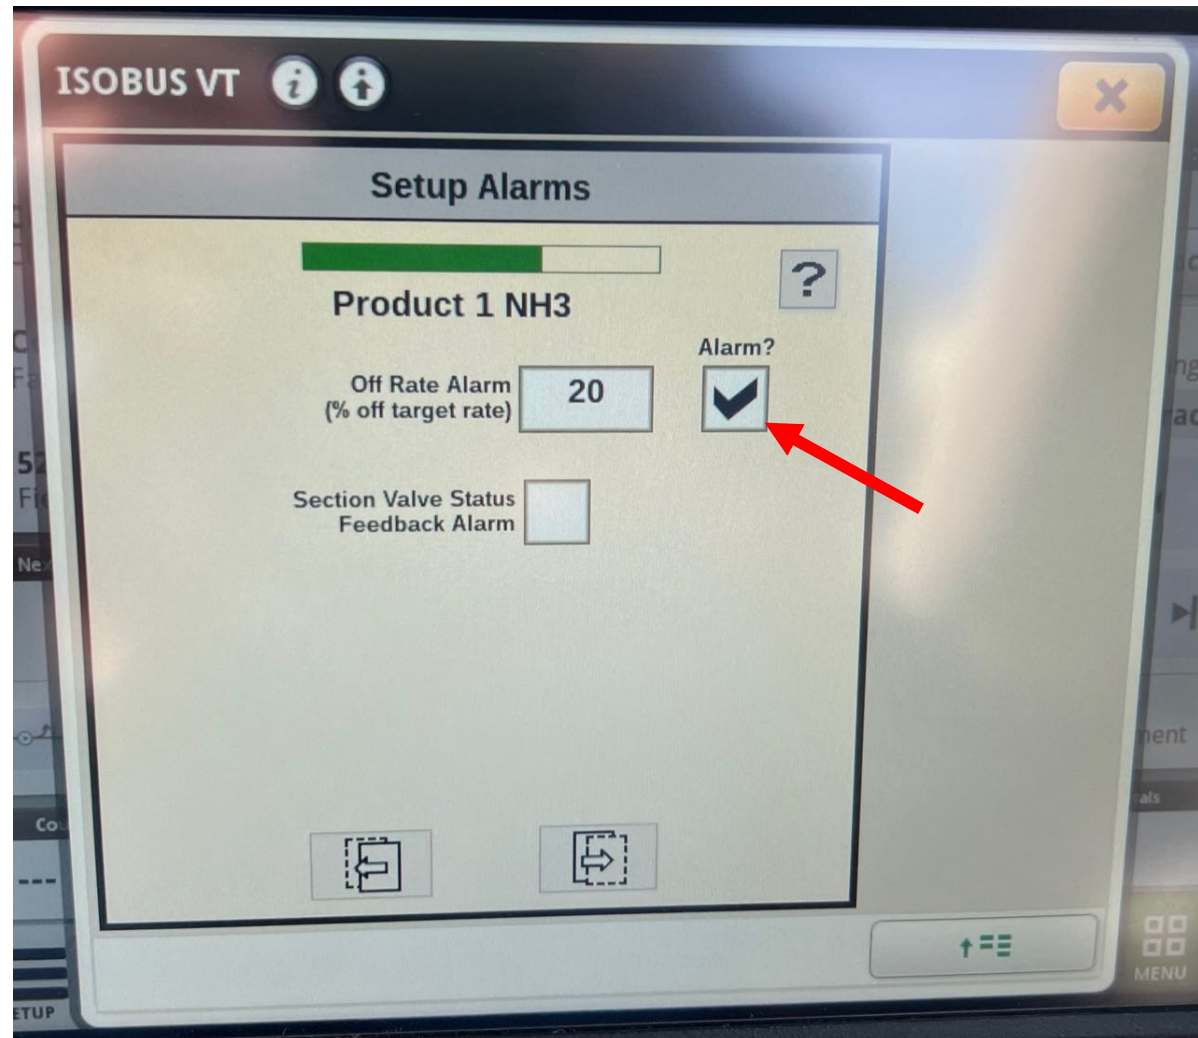 ISOBUS VT
Setup Alarms
?
Product 1 NH3
Alarm?
Off Rate Alarm
(% off target rate)
20
Section Valve Status
Feedback Alarm
MENU